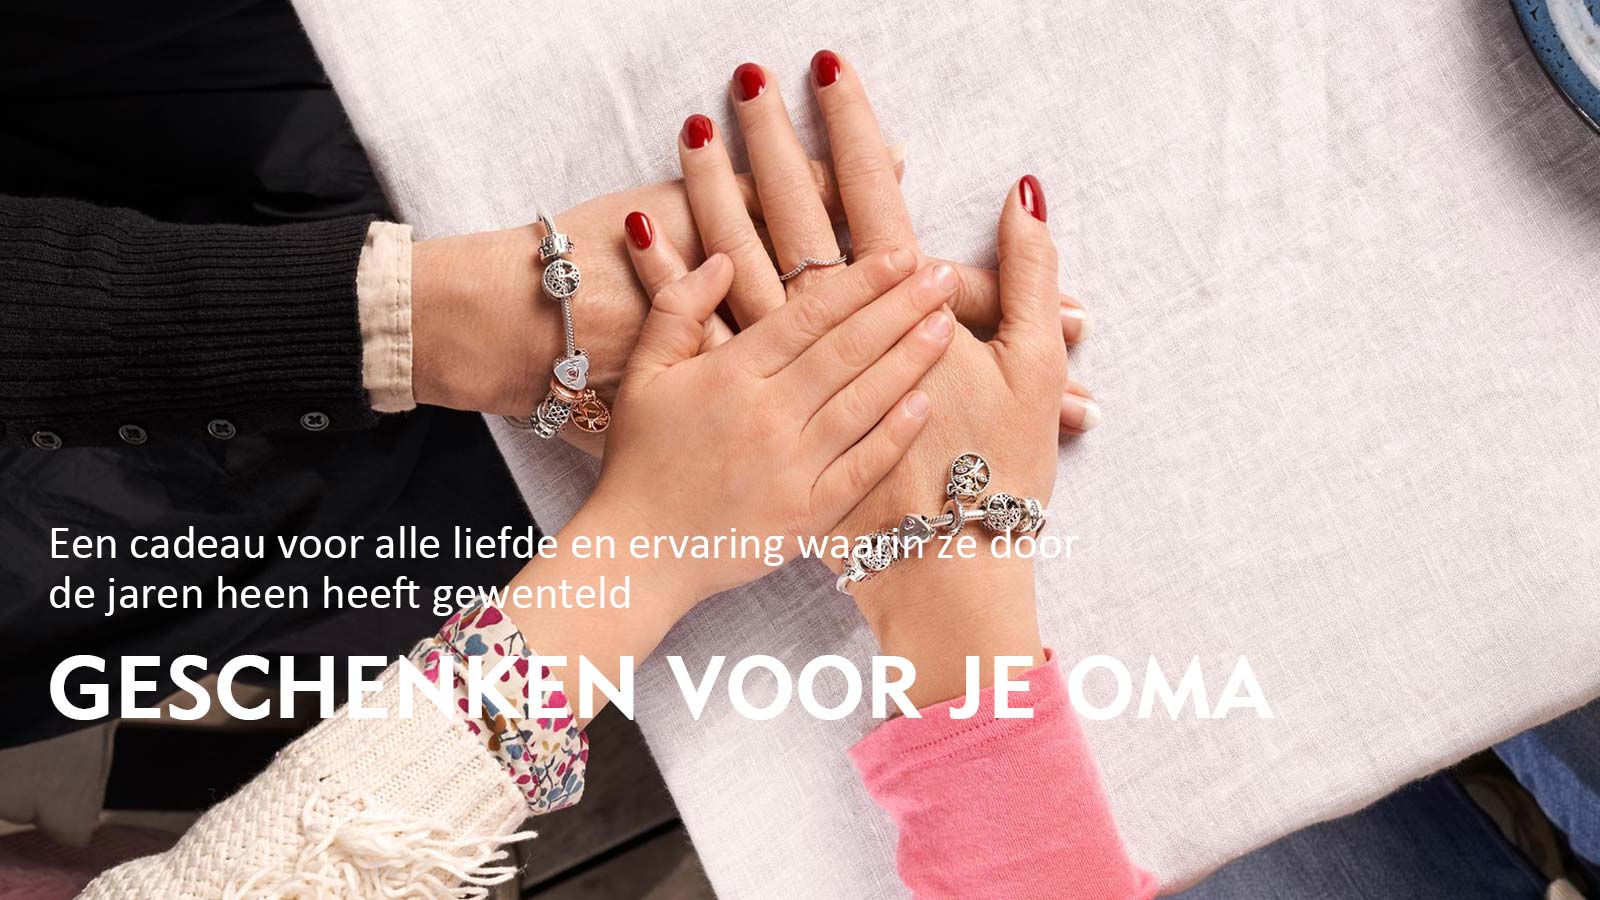 Een cadeau voor alle liefde en ervaring waarin ze door
de jaren heen heeft gewenteld
GESCHENKEN VOOR JE OMA